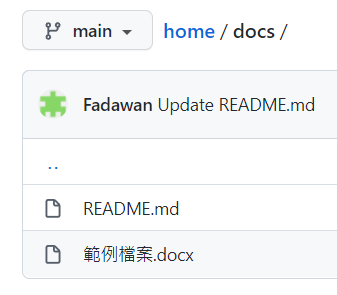 main home / docs /
Fadawan Update README.md
..
README.md
範例檔案.docx